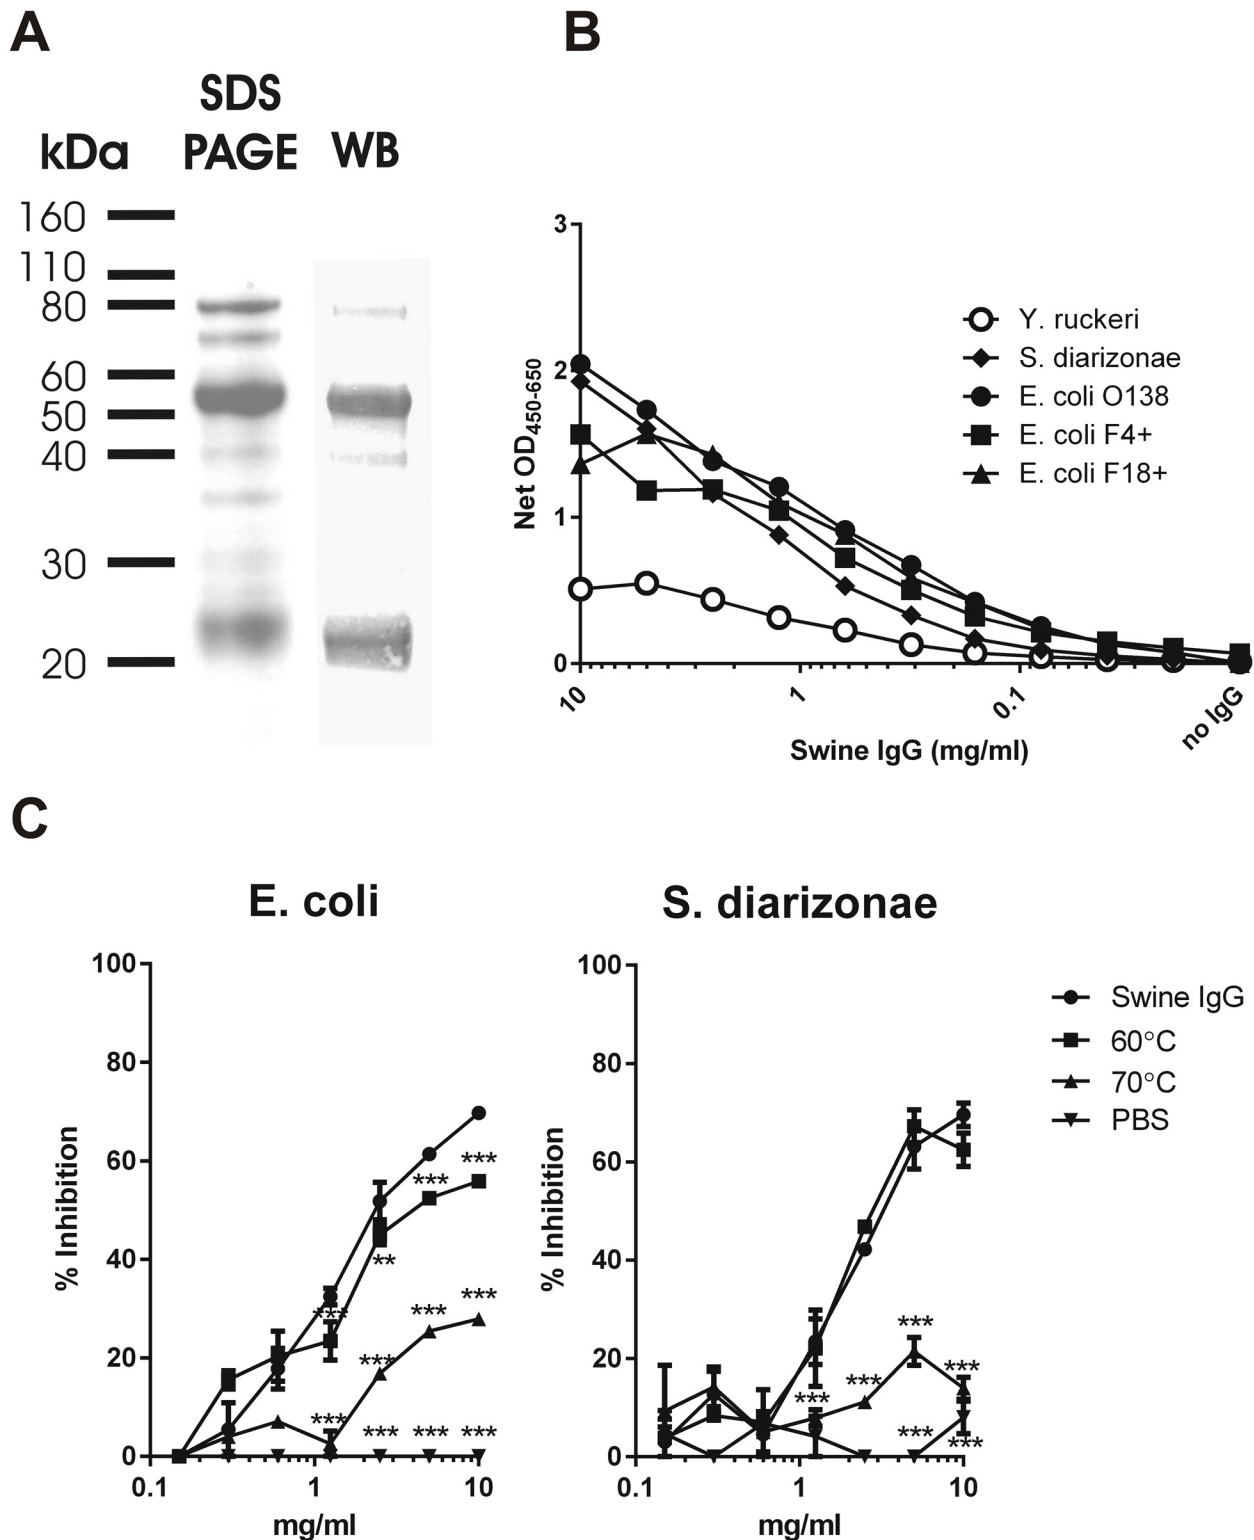 A
SDS
kDa PAGE WB
160
110
80
60
50
40
30
20
B
3
2
1
0
Net OD450-650
10 1 0.1 no IgG
Swine IgG (mg/ml)
Y. ruckeri
S. diarizonae
E. coli O138
E. coli F4+
E. coli F18+
C
E. coli
100
80
60
40
20
0
% Inhibition
*** *** ** *** *** *** *** *** *** *** ***
0.1 1 10
mg/ml
S. diarizonae
100
80
60
40
20
0
% Inhibition
*** *** *** *** *** ***
0.1 1 10
mg/ml
Swine IgG
60°C
70°C
PBS